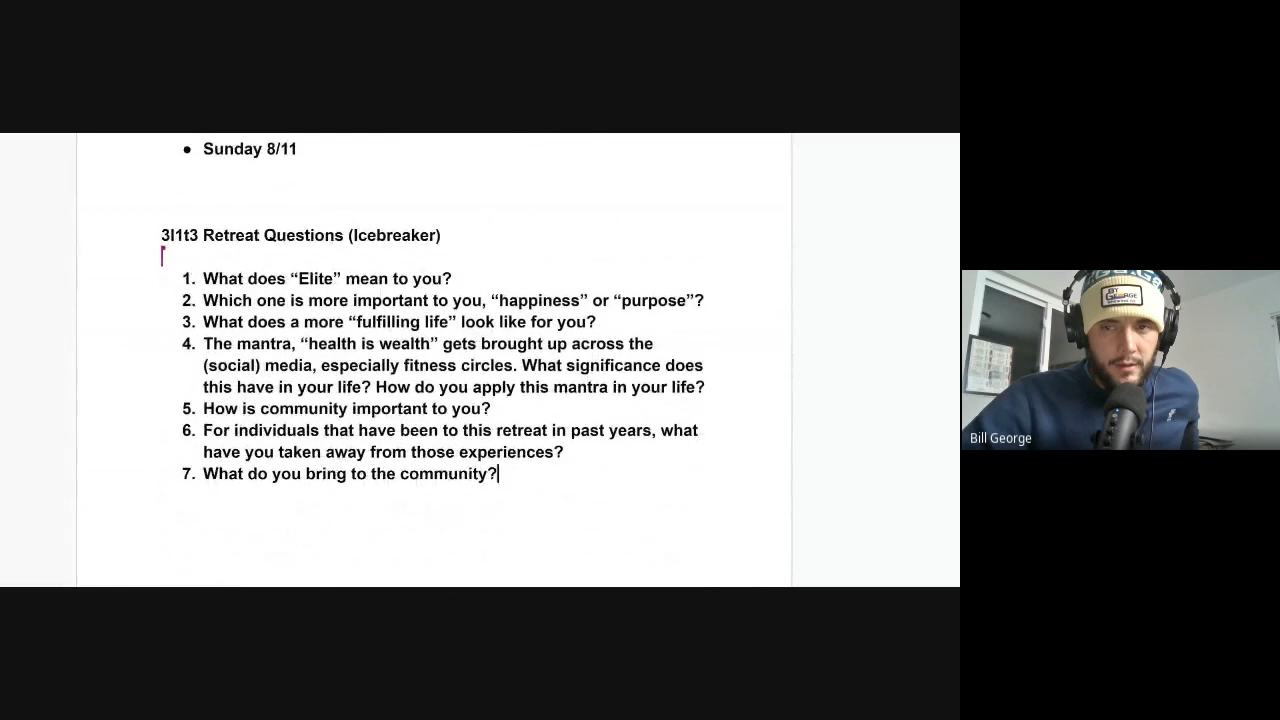 ● Sunday 8/11
3l1t3 Retreat Questions (Icebreaker)
1. What does “Elite” mean to you?
2. Which one is more important to you, “happiness” or “purpose”?
3. What does a more “fulfilling life” look like for you?
4. The mantra, “health is wealth” gets brought up across the
(social) media, especially fitness circles. What significance does
this have in your life? How do you apply this mantra in your life?
5. How is community important to you?
6. For individuals that have been to this retreat in past years, what
have you taken away from those experiences?
7. What do you bring to the community?
BY
GEORGE
Bill George